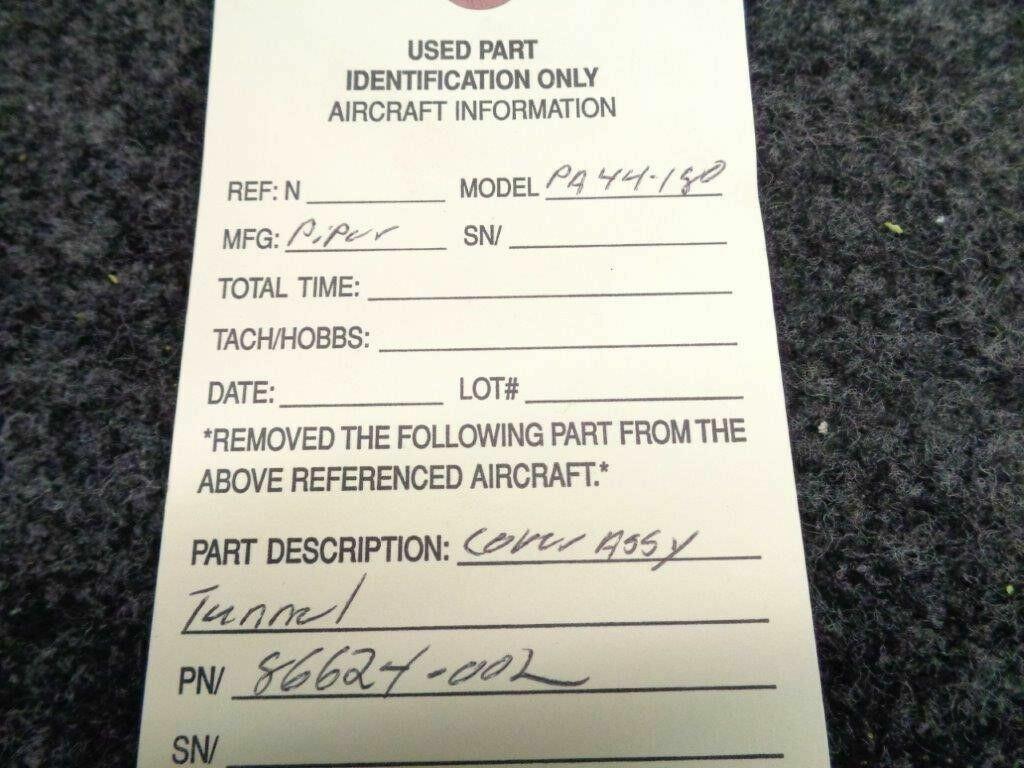 USED PART
IDENTIFICATION ONLY
AIRCRAFT INFORMATION
REF: N MODEL PA44-180
MFG: Piper SN/
TOTAL TIME:
TACH/HOBBS:
DATE: LOT#
*REMOVED THE FOLLOWING PART FROM THE
ABOVE REFERENCED AIRCRAFT.*
PART DESCRIPTION: Cover Assy
Tunnel
PN/ 86624-002
SN/